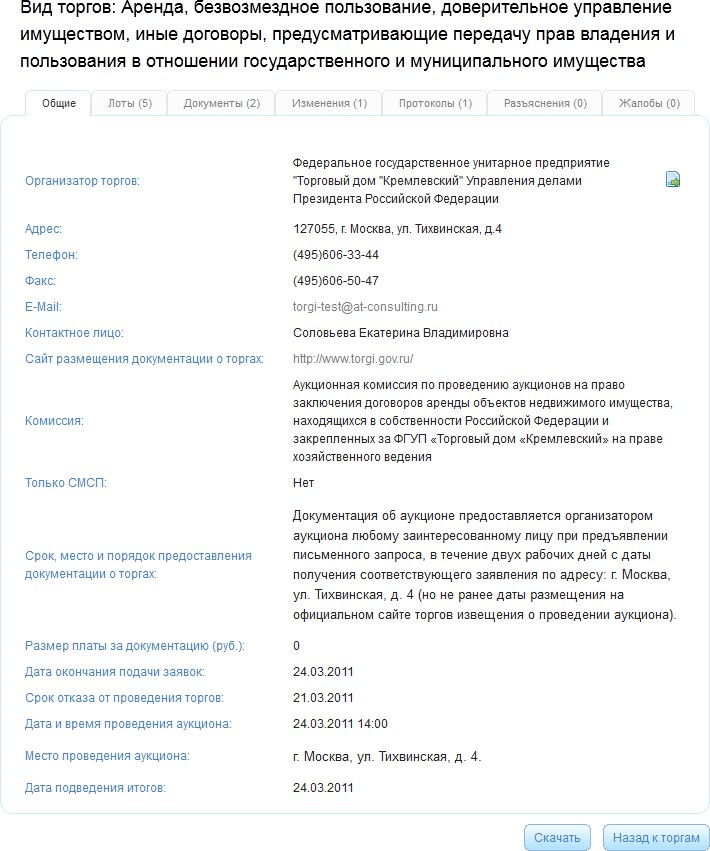 Вид торгов: Аренда, безвозмездное пользование, доверительное управление
имуществом, иные договоры, предусматривающие передачу прав владения и
пользования в отношении государственного и муниципального имущества
Общие
Лоты (5)
Документы (2)
Изменения (1)
Протоколы (1)
Разъяснения (0)
Жалобы (0)
Организатор торгов:
Федеральное государственное унитарное предприятие
"Торговый дом "Кремлевский" Управления делами
Президента Российской Федерации
Адрес:
127055, г. Москва, ул. Тихвинская, д.4
Телефон:
(495)606-33-44
Факс:
(495)606-50-47
E-Mail:
torgi-test@at-consulting.ru
Контактное лицо:
Соловьева Екатерина Владимировна
Сайт размещения документации о торгах:
http://www.torgi.gov.ru/
Комиссия:
Аукционная комиссия по проведению аукционов на право
заключения договоров аренды объектов недвижимого имущества,
находящихся в собственности Российской Федерации и
закрепленных за ФГУП «Торговый дом «Кремлевский» на праве
хозяйственного ведения
Только СМСП:
Нет
Срок, место и порядок предоставления
документации о торгах:
Документация об аукционе предоставляется организатором
аукциона любому заинтересованному лицу при предъявлении
письменного запроса, в течение двух рабочих дней с даты
получения соответствующего заявления по адресу: г. Москва,
ул. Тихвинская, д. 4 (но не ранее даты размещения на
официальном сайте торгов извещения о проведении аукциона).
Размер платы за документацию (руб.):
0
Дата окончания подачи заявок:
24.03.2011
Срок отказа от проведения торгов:
21.03.2011
Дата и время проведения аукциона:
24.03.2011 14:00
Место проведения аукциона:
г. Москва, ул. Тихвинская, д. 4.
Дата подведения итогов:
24.03.2011
Скачать
Назад к торгам